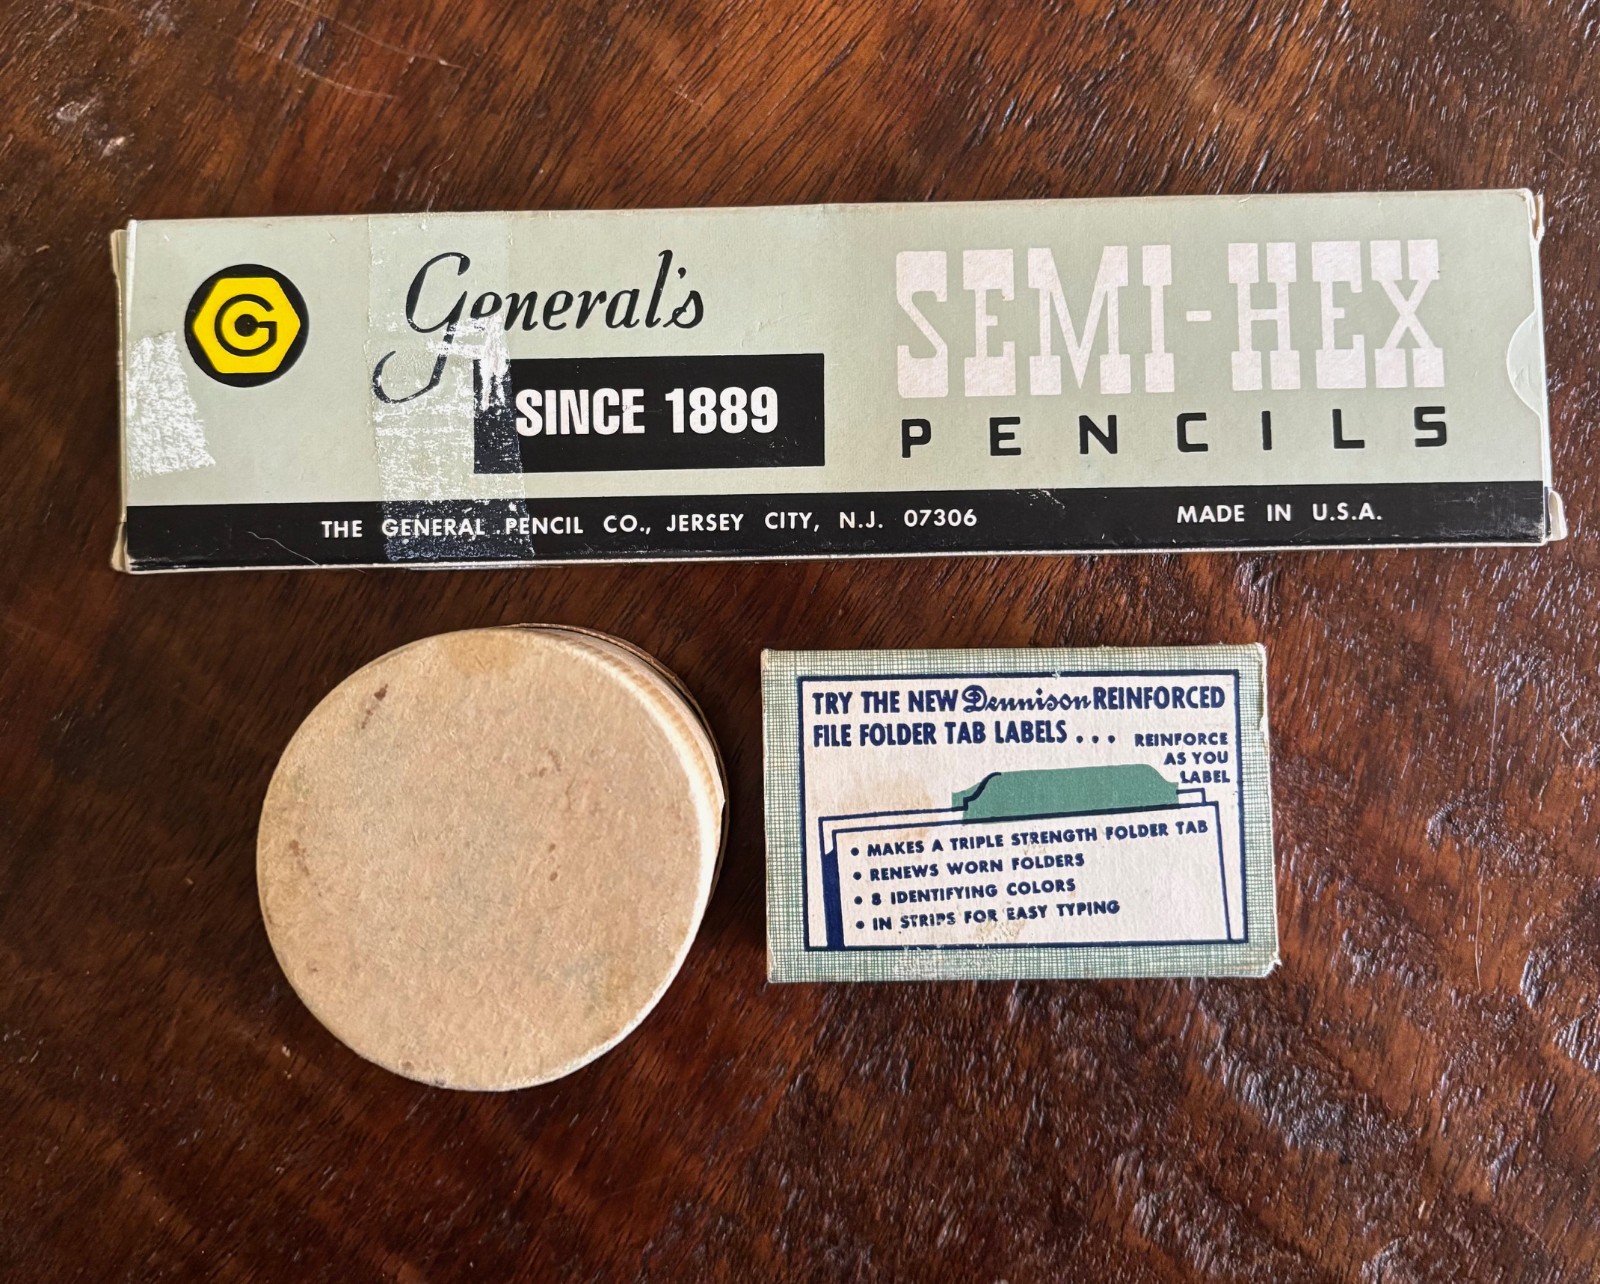 G
General's
SINCE 1889
SEMI-HEX
PENCILS
THE GENERAL PENCIL CO., JERSEY CITY, N.J. 07306
MADE IN U.S.A.
TRY THE NEW Dennison REINFORCED
FILE FOLDER TAB LABELS...
REINFORCE
AS YOU
LABEL
• MAKES A TRIPLE STRENGTH FOLDER TAB
• RENEWS WORN FOLDERS
• 8 IDENTIFYING COLORS
• IN STRIPS FOR EASY TYPING